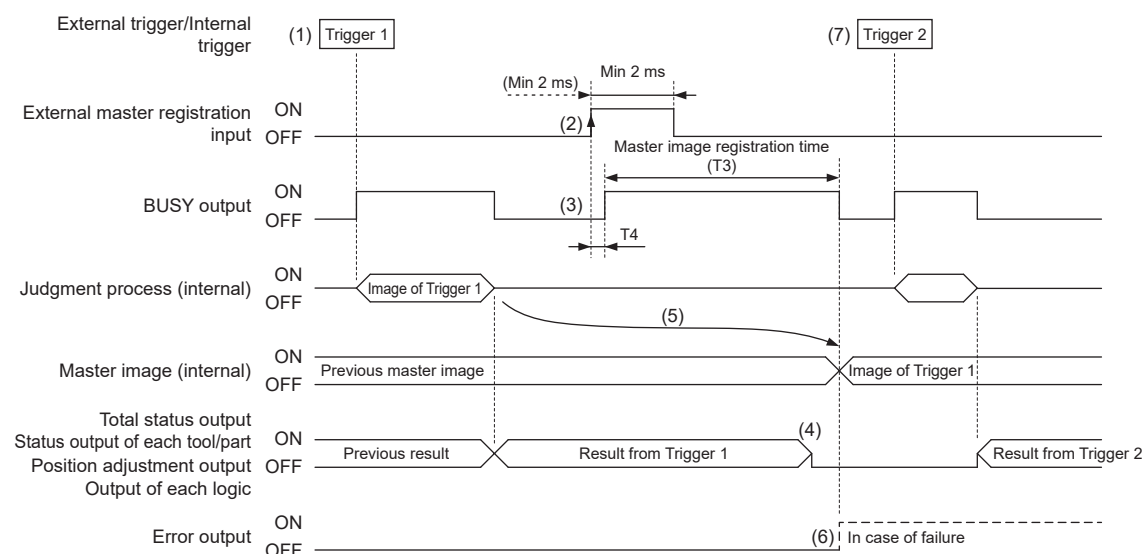 External trigger/Internal
trigger
(1) Trigger 1
(7) Trigger 2
(Min 2 ms) Min 2 ms
External master registration
input
ON
OFF
(2)
Master image registration time
(T3)
BUSY output
ON
OFF
(3)
T4
Judgment process (internal)
ON
OFF
Image of Trigger 1
(5)
Master image (internal)
ON
OFF
Previous master image
Image of Trigger 1
Total status output
Status output of each tool/part
Position adjustment output
Output of each logic
ON
OFF
Previous result
Result from Trigger 1
(4)
Result from Trigger 2
Error output
ON
OFF
(6)
In case of failure